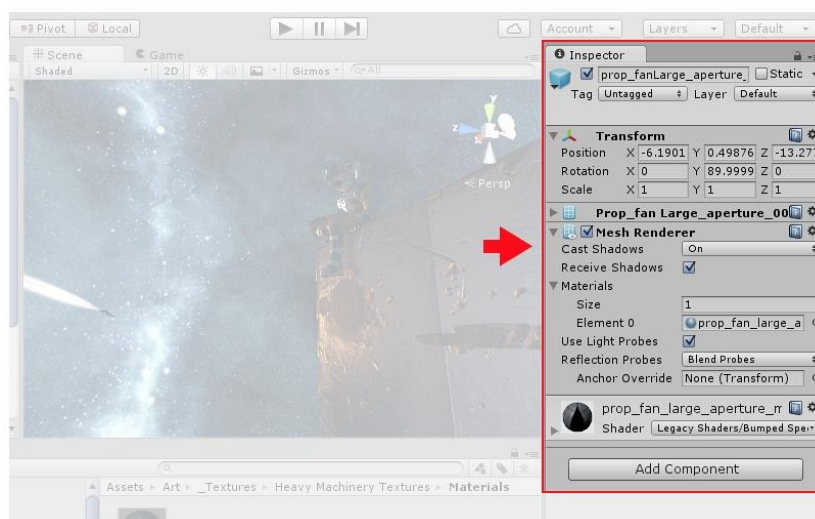 Pivot Local Account Layers Default
Scene Game
Shaded 2D Gizmos All
Persp
Inspector
prop_fanLarge_aperture_ Static
Tag Untagged Layer Default
Transform
Position X -6.1901 Y 0.49876 Z -13.277
Rotation X 0 Y 89.9999 Z 0
Scale X 1 Y 1 Z 1
Prop_fan Large_aperture_00
Mesh Renderer
Cast Shadows On
Receive Shadows
Materials
Size 1
Element 0 prop_fan_large_a
Use Light Probes
Reflection Probes Blend Probes
Anchor Override None (Transform)
prop_fan_large_aperture_m
Shader Legacy Shaders/Bumped Spe
Add Component
Assets Art _Textures Heavy Machinery Textures Materials